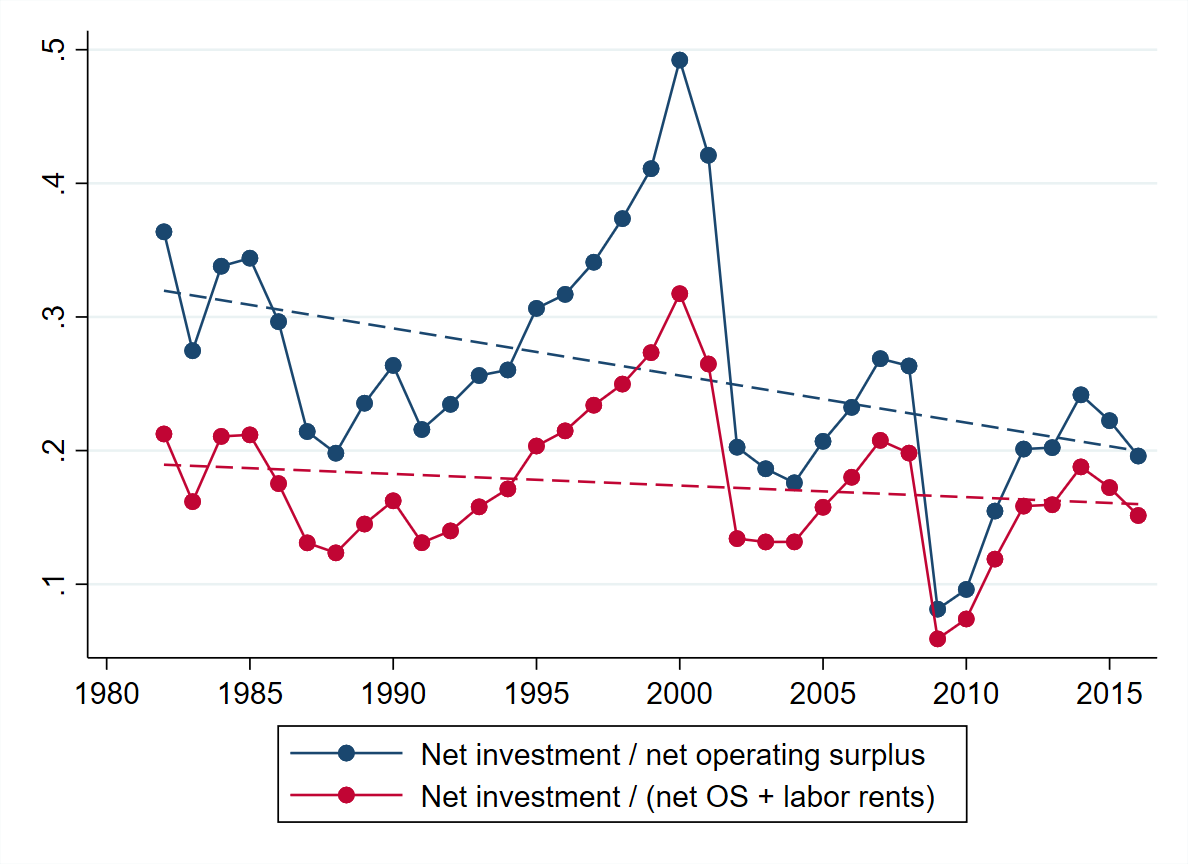 .5
.4
.3
.2
.1
1980 1985 1990 1995 2000 2005 2010 2015
Net investment / net operating surplus
Net investment / (net OS + labor rents)